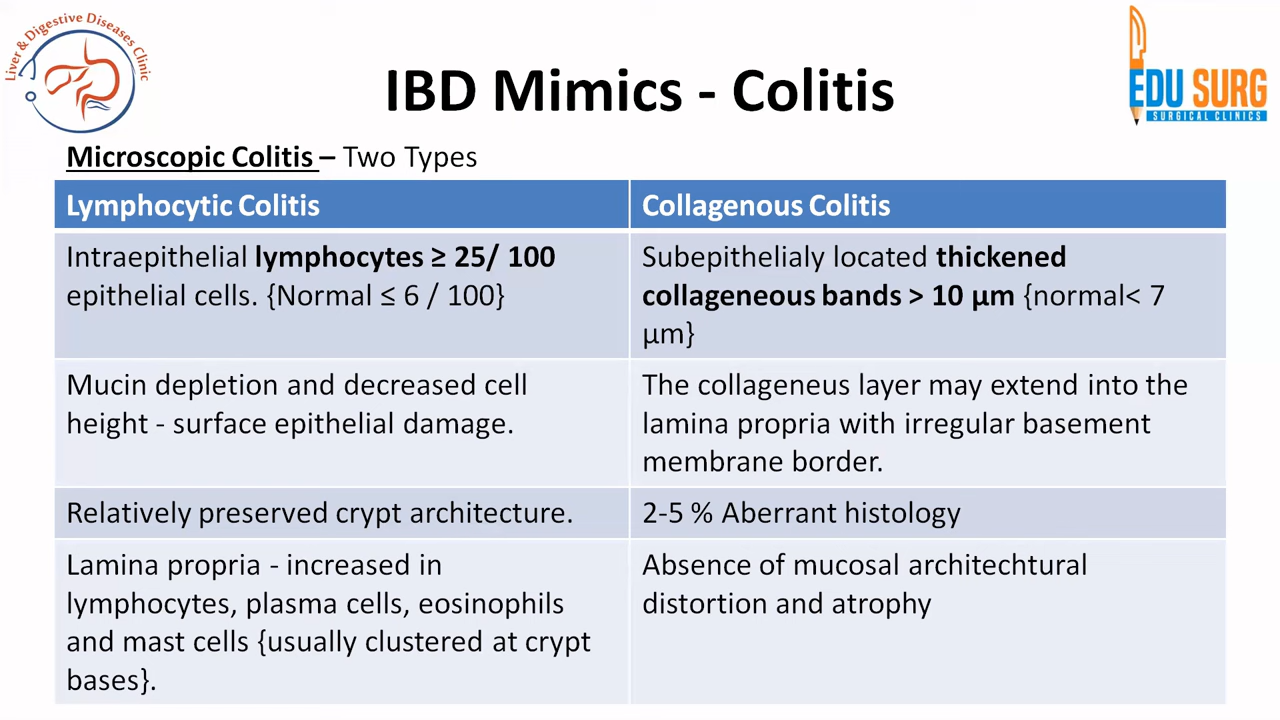 Liver & Digestive Diseases Clinic
EDU SURG
SURGICAL CLINICS
IBD Mimics - Colitis
Microscopic Colitis – Two Types
Lymphocytic Colitis
Collagenous Colitis
Intraepithelial lymphocytes ≥ 25/ 100
epithelial cells. {Normal ≤ 6 / 100}
Subepithelialy located thickened
collageneous bands > 10 µm {normal< 7
µm}
Mucin depletion and decreased cell
height - surface epithelial damage.
The collageneus layer may extend into the
lamina propria with irregular basement
membrane border.
Relatively preserved crypt architecture.
2-5 % Aberrant histology
Lamina propria - increased in
lymphocytes, plasma cells, eosinophils
and mast cells {usually clustered at crypt
bases}.
Absence of mucosal architechtural
distortion and atrophy